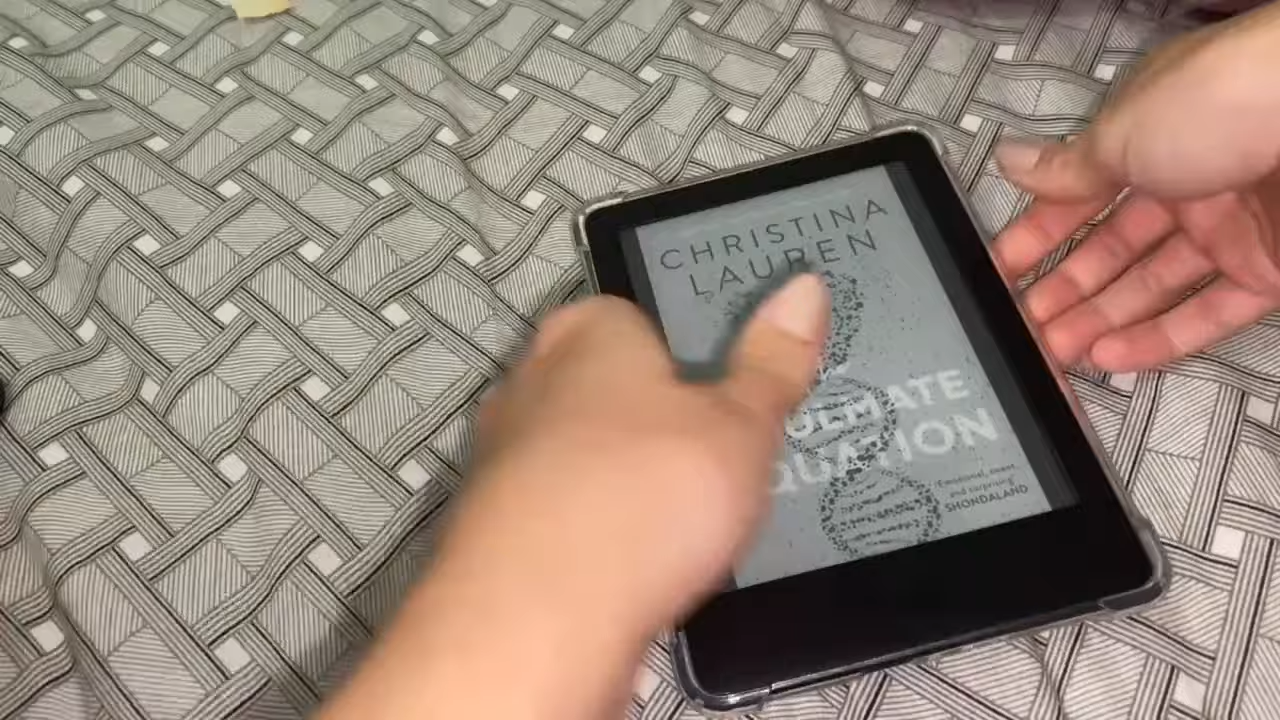 CHRISTINA
LAUREN
ULMATE
QUATION
"Emotional, sweet
and surprising"
SHONDALAND